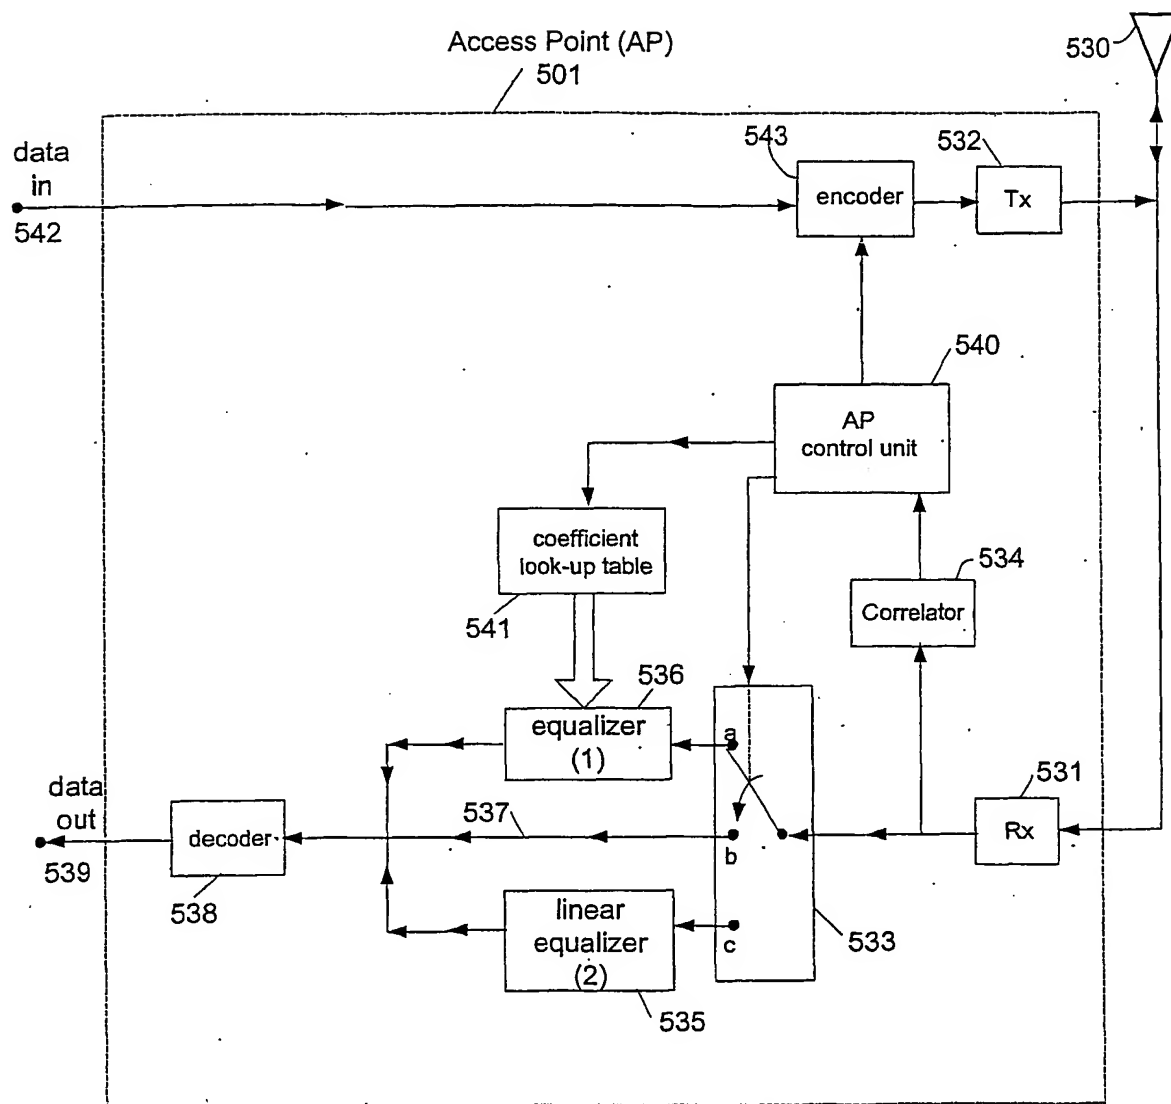 Access Point (AP)
501
530
data
in
542
543
encoder
532
Tx
540
AP
control unit
coefficient
look-up table
541
534
Correlator
536
equalizer
(1)
a
531
Rx
data
out
539
decoder
538
537
b
linear
equalizer
(2)
535
c
533